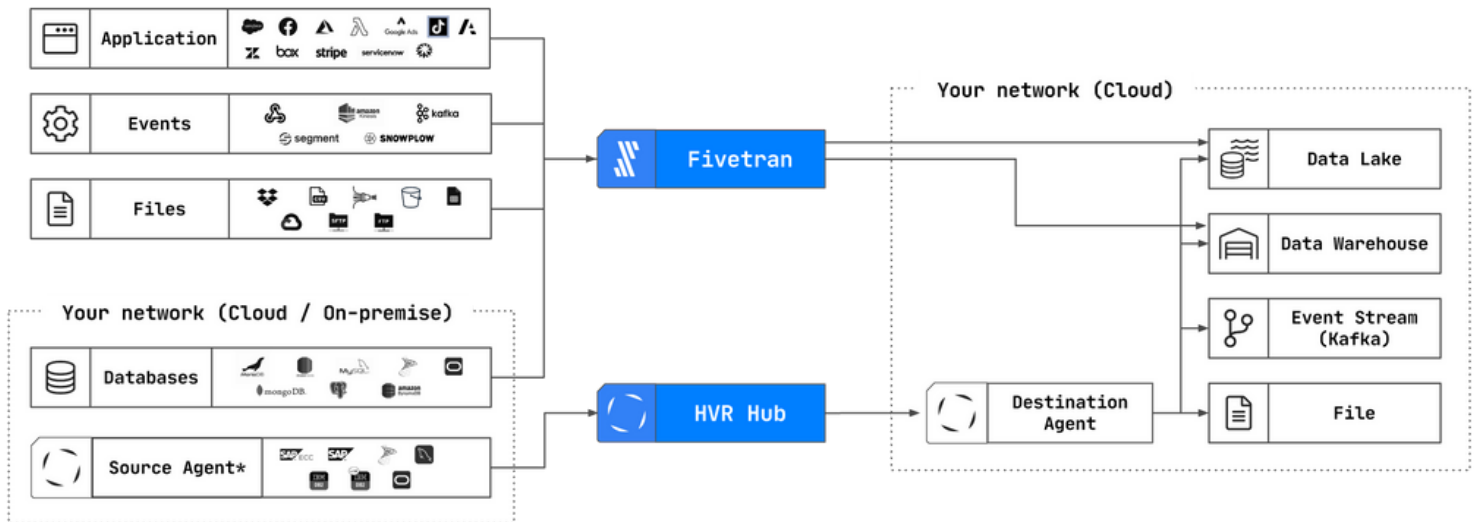 Application
Google Ads
box
stripe
servicenow
Events
amazon
kafka
segment
SNOWPLOW
Files
CSV
SFTP
FTP
Your network (Cloud / On-premise)
Databases
MySQL
mongoDB
amazon
Source Agent*
SAP ECC
SAP
IBM
Fivetran
HVR Hub
Your network (Cloud)
Data Lake
Data Warehouse
Event Stream
(Kafka)
Destination
Agent
File